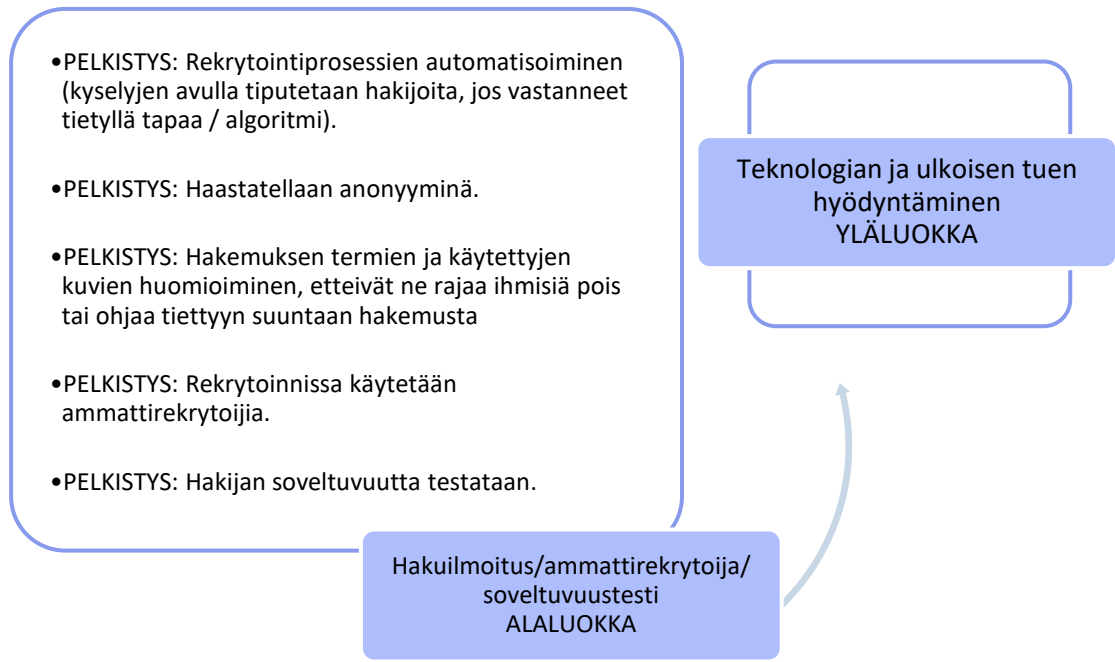 •PELKISTYS: Rekrytointiprosessien automatisoiminen
(kyselyjen avulla tiputetaan hakijoita, jos vastanneet
tietyllä tapaa / algoritmi).
•PELKISTYS: Haastatellaan anonyyminä.
•PELKISTYS: Hakemuksen termien ja käytettyjen
kuvien huomioiminen, etteivät ne rajaa ihmisiä pois
tai ohjaa tiettyyn suuntaan hakemusta
•PELKISTYS: Rekrytoinnissa käytetään
ammattirekrytoijia.
•PELKISTYS: Hakijan soveltuvuutta testataan.
Hakuilmoitus/ammattirekrytoija/
soveltuvuustesti
ALALUOKKA
Teknologian ja ulkoisen tuen
hyödyntäminen
YLÄLUOKKA